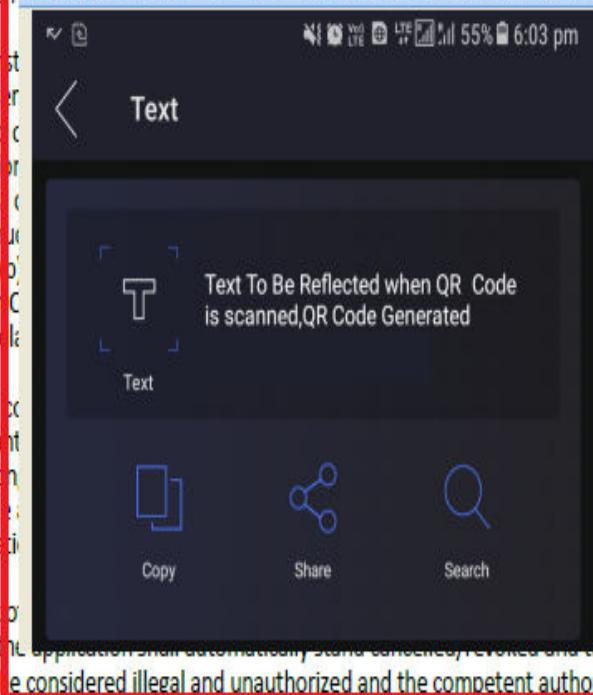 LTE 55% 6:03 pm
Text
Text To Be Reflected when QR Code
is scanned,QR Code Generated
Text
Copy Share Search
e considered illegal and unauthorized and the competent autho